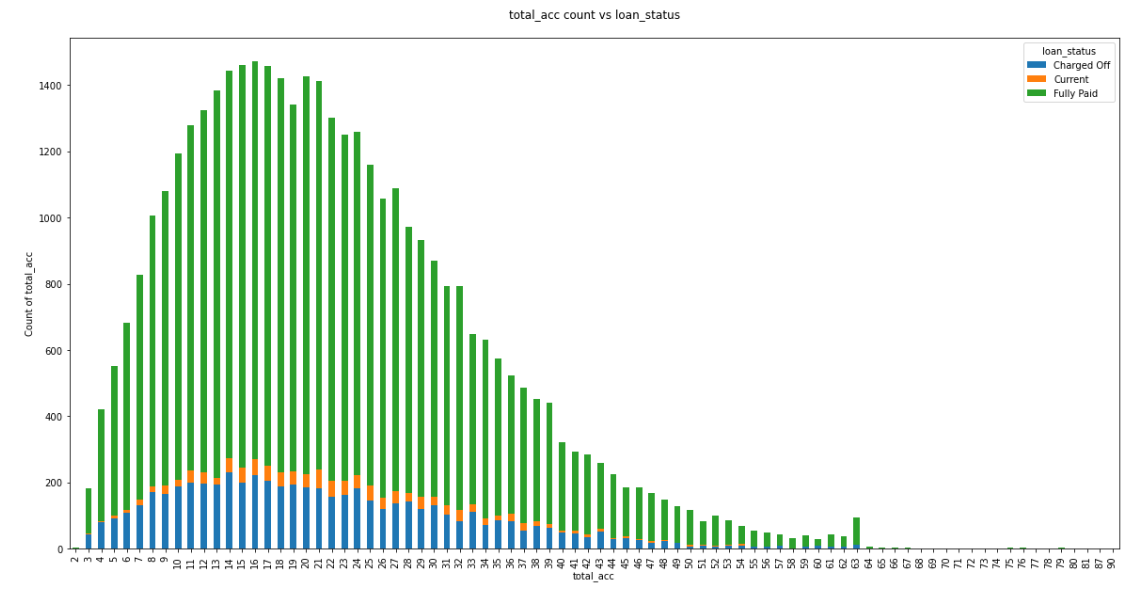 total_acc count vs loan_status
loan_status
Charged Off
Current
Fully Paid
1400
1200
1000
800
600
400
200
0
Count of total_acc
2 3 4 5 6 7 8 9 10 11 12 13 14 15 16 17 18 19 20 21 22 23 24 25 26 27 28 29 30 31 32 33 34 35 36 37 38 39 40 41 42 43 44 45 46 47 48 49 50 51 52 53 54 55 56 57 58 59 60 61 62 63 64 65 66 67 68 69 70 71 72 73 74 75 76 77 78 79 80 81 87 90
total_acc